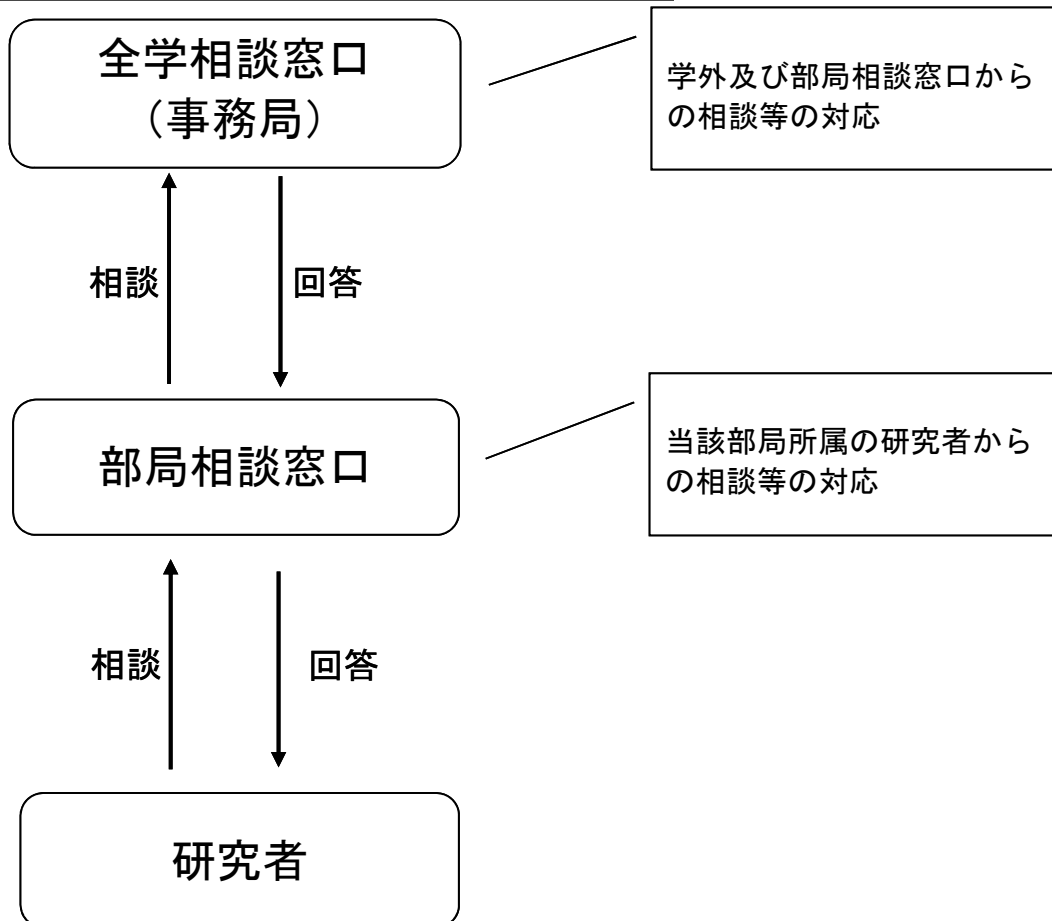 全学相談窓口
（事務局）
学外及び部局相談窓口から
の相談等の対応
相談
回答
部局相談窓口
当該部局所属の研究者から
の相談等の対応
相談
回答
研究者